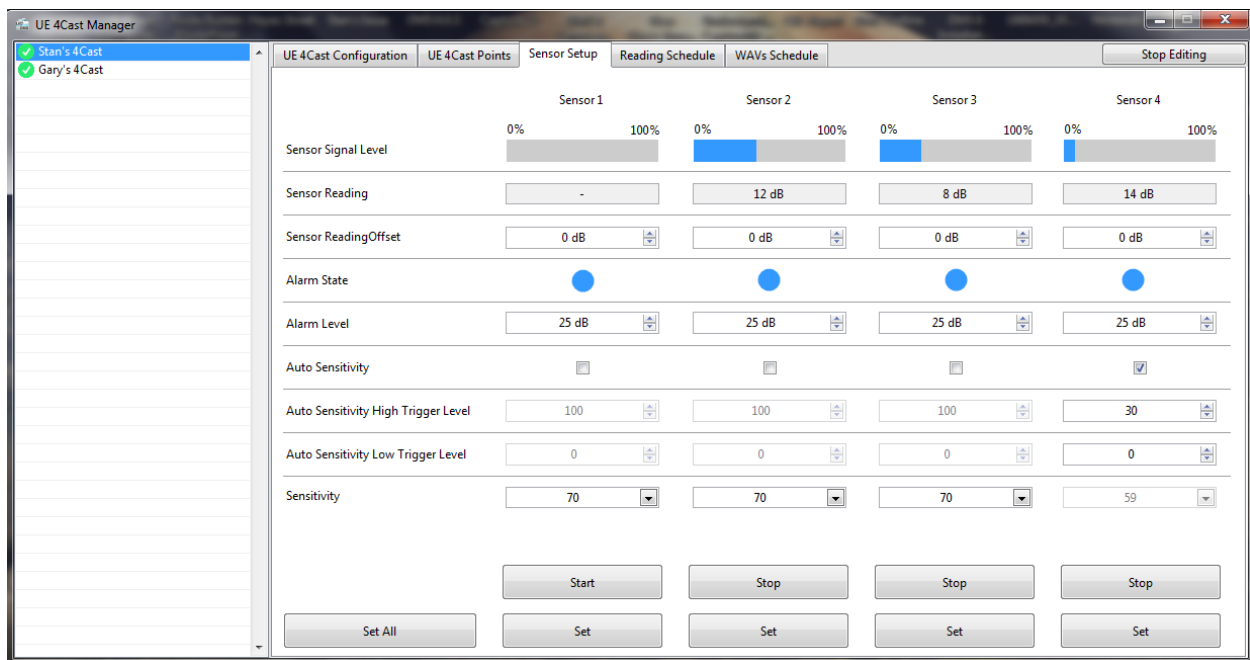 UE 4Cast Manager
Stan's 4Cast
Gary's 4Cast
UE 4Cast Configuration UE 4Cast Points Sensor Setup Reading Schedule WAVs Schedule Stop Editing
Sensor 1 Sensor 2 Sensor 3 Sensor 4
0% 100% 0% 100% 0% 100% 0% 100%
Sensor Signal Level
Sensor Reading - 12 dB 8 dB 14 dB
Sensor ReadingOffset 0 dB 0 dB 0 dB 0 dB
Alarm State
Alarm Level 25 dB 25 dB 25 dB 25 dB
Auto Sensitivity
Auto Sensitivity High Trigger Level 100 100 100 30
Auto Sensitivity Low Trigger Level 0 0 0 0
Sensitivity 70 70 70 59
Start Stop Stop Stop
Set All Set Set Set Set